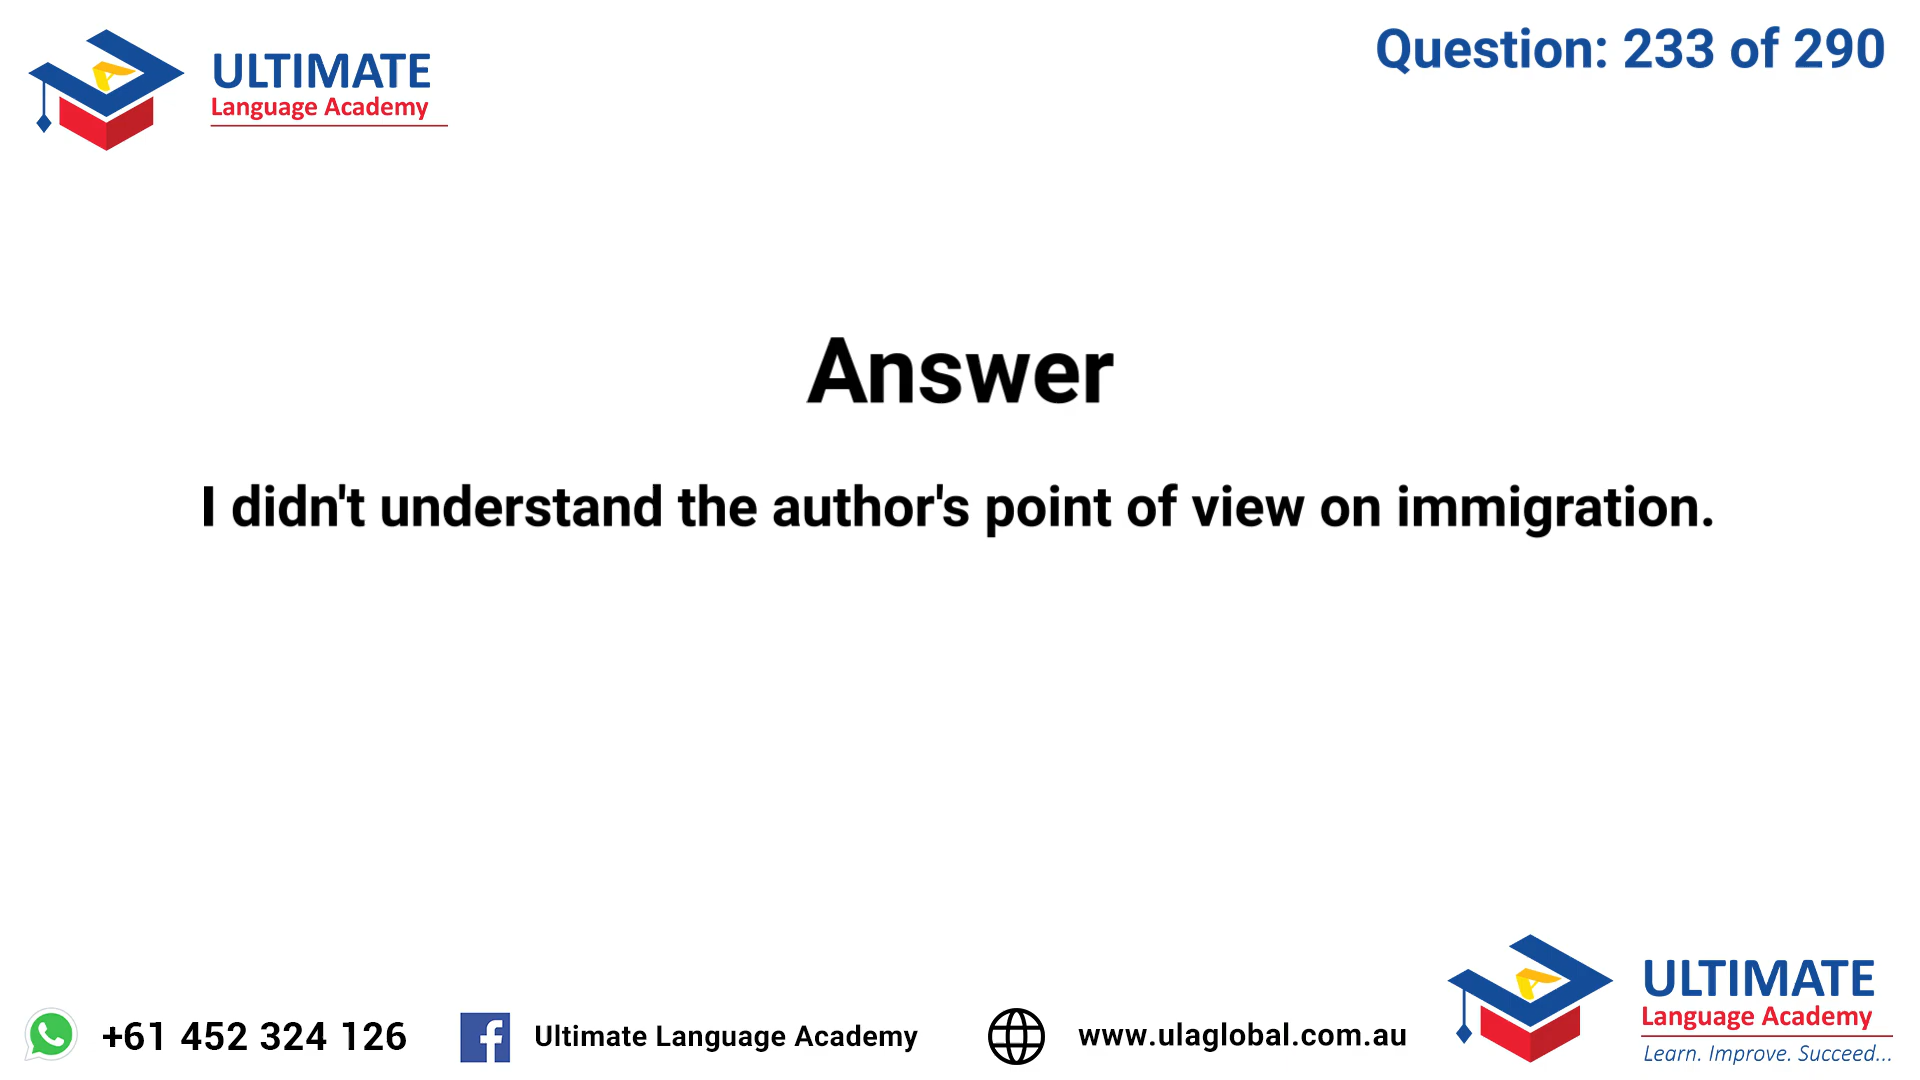 ULTIMATE
Language Academy
Question: 233 of 290
Answer
I didn't understand the author's point of view on immigration.
+61 452 324 126
Ultimate Language Academy
www.ulaglobal.com.au
ULTIMATE
Language Academy
Learn. Improve. Succeed...